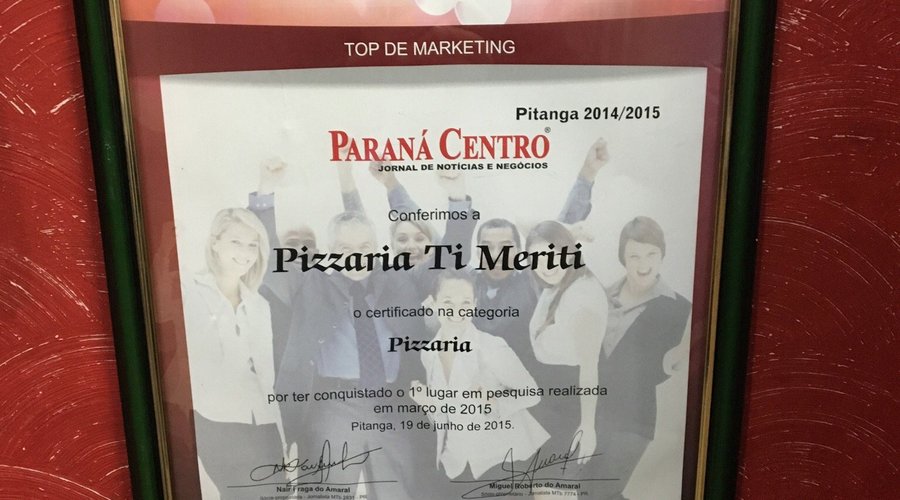 TOP DE MARKETING
Pitanga 2014/2015
PARANÁ CENTRO®
JORNAL DE NOTÍCIAS E NEGÓCIOS
Conferimos a
Pizzaria Ti Meriti
o certificado na categoria
Pizzaria
por ter conquistado o 1º lugar em pesquisa realizada
em março de 2015
Pitanga, 19 de junho de 2015.
Nair Fraga do Amaral
Miguel Roberto do Amaral